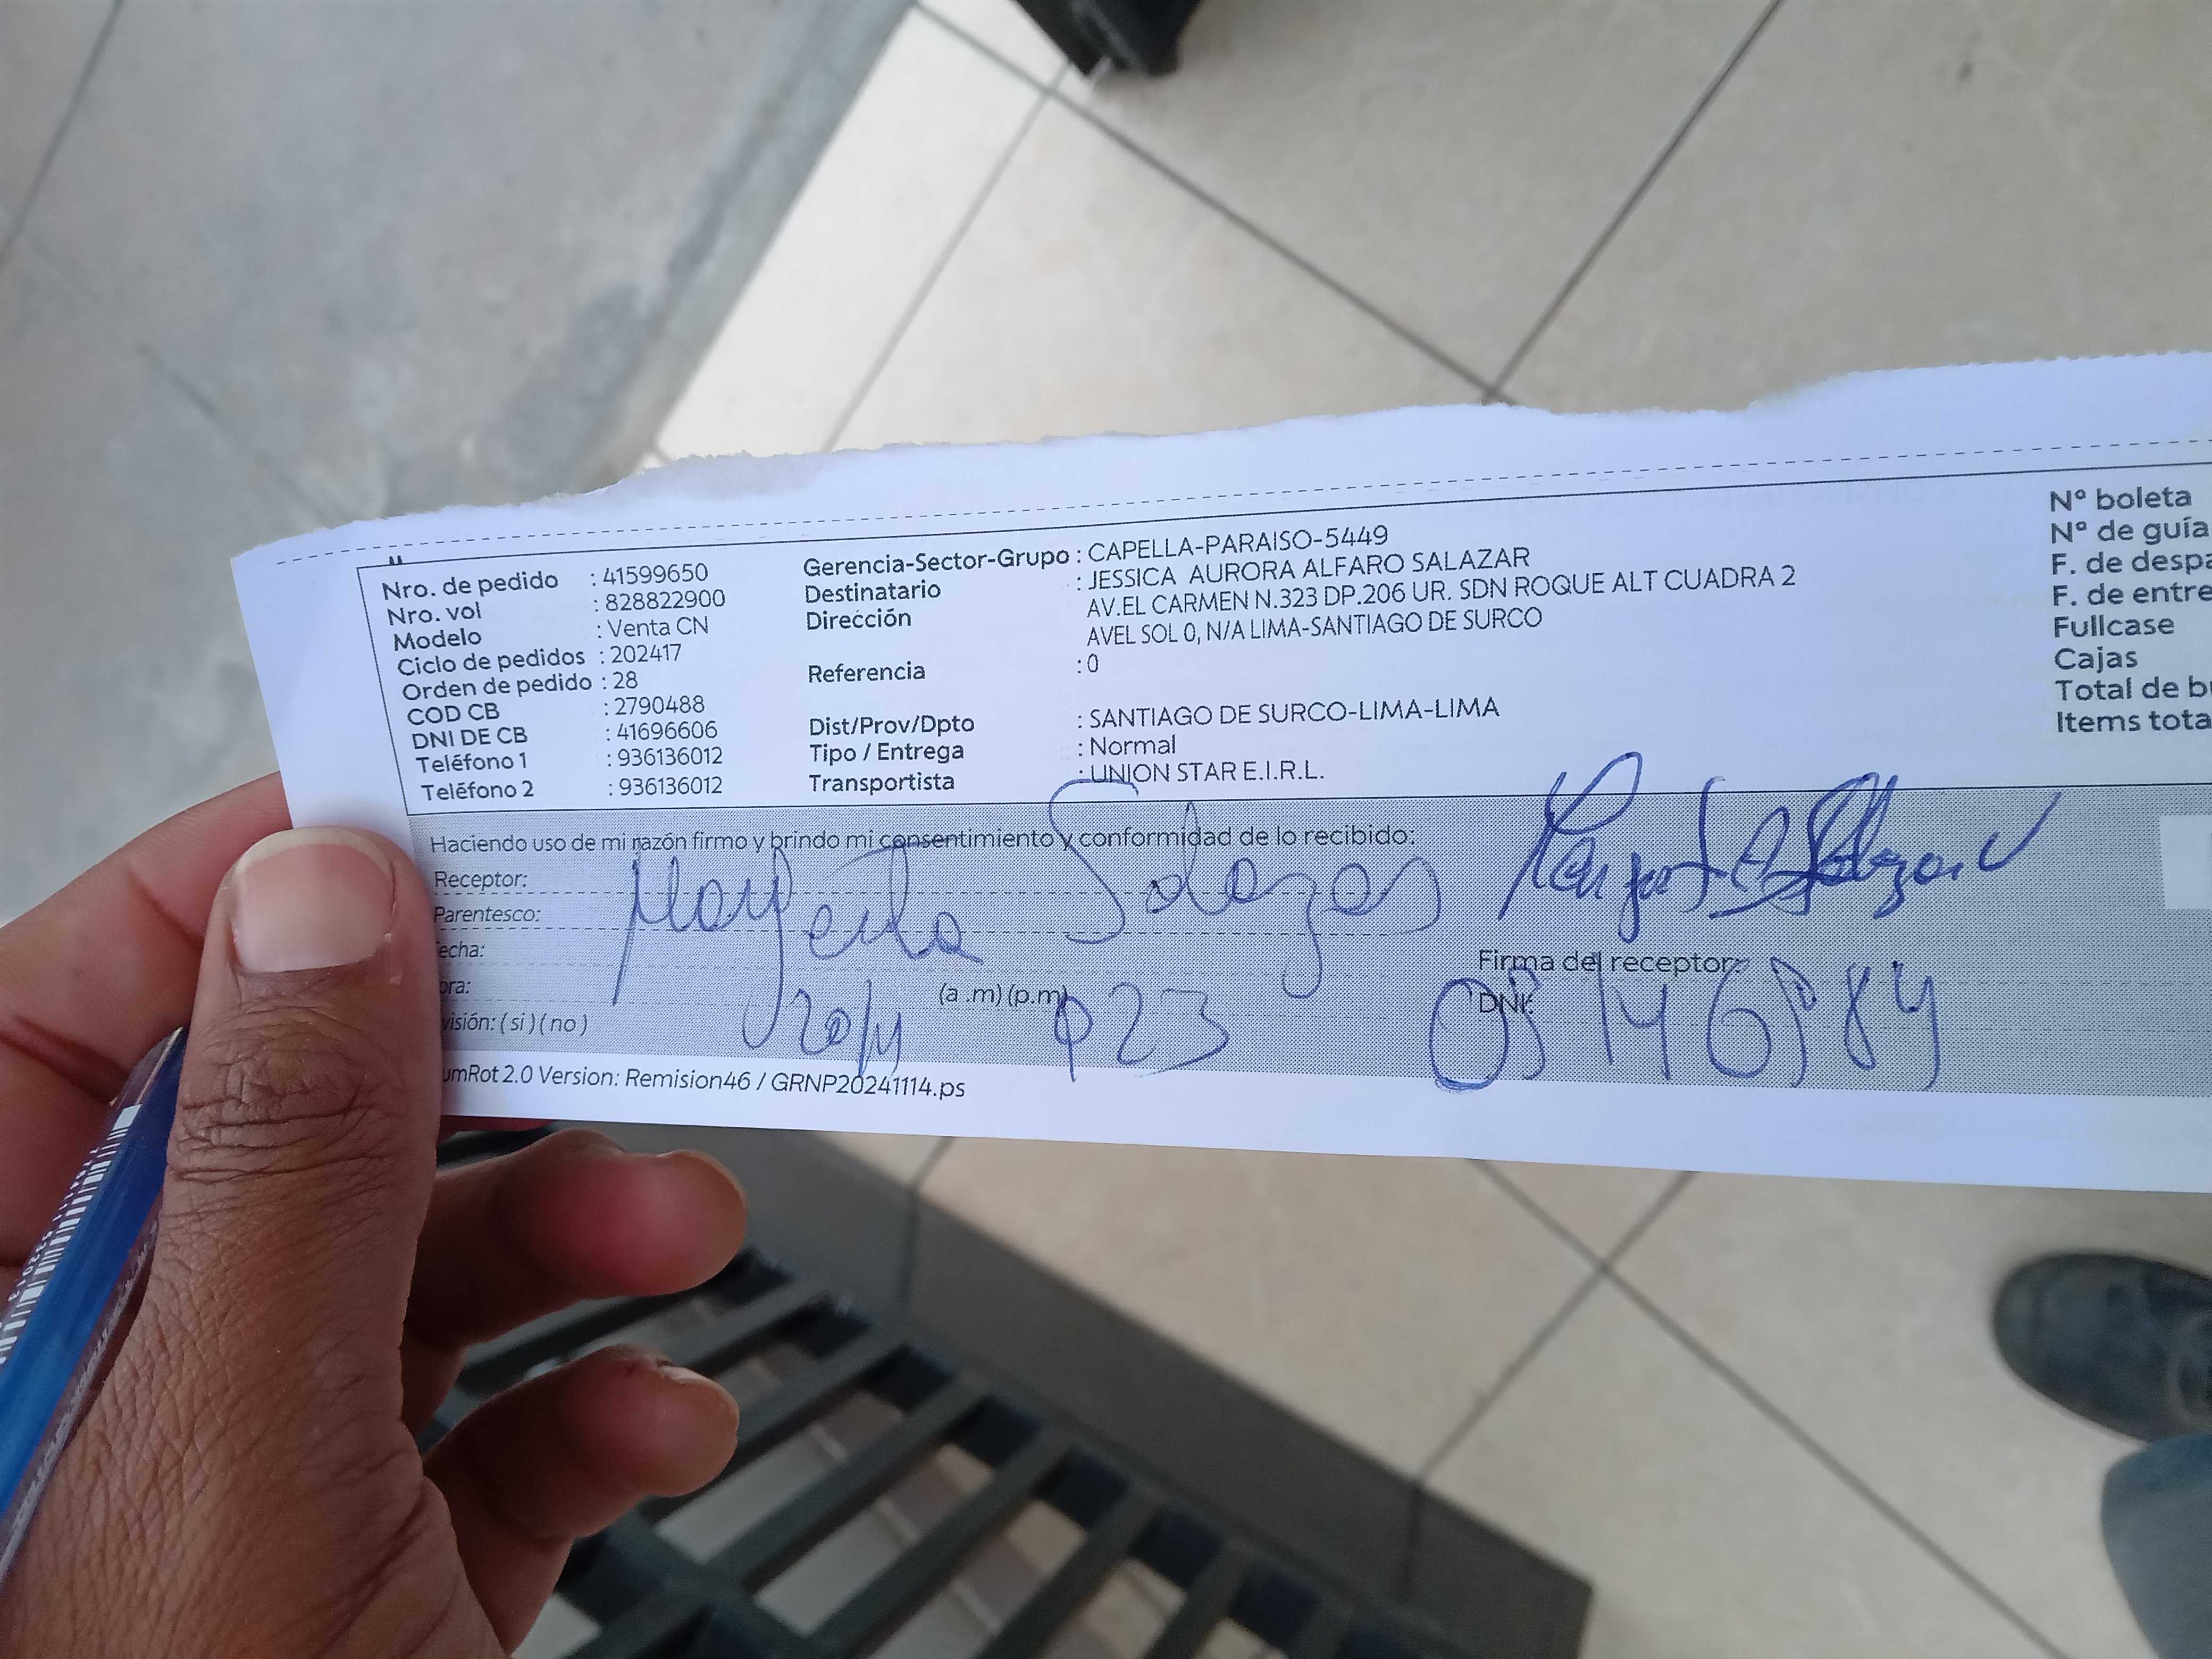 Nro. de pedido : 41599650
Nro. vol : 828822900
Modelo : Venta CN
Ciclo de pedidos : 202417
Orden de pedido : 28
COD CB : 2790488
DNI DE CB : 41696606
Teléfono 1 : 936136012
Teléfono 2 : 936136012
Gerencia-Sector-Grupo : CAPELLA-PARAISO-5449
Destinatario : JESSICA AURORA ALFARO SALAZAR
Dirección AV.EL CARMEN N.323 DP.206 UR. SDN ROQUE ALT CUADRA 2
AVEL SOL 0, N/A LIMA-SANTIAGO DE SURCO
Referencia : 0
Dist/Prov/Dpto : SANTIAGO DE SURCO-LIMA-LIMA
Tipo / Entrega : Normal
Transportista : UNION STAR E.I.R.L.
Nº boleta
Nº de guía
F. de despa
F. de entre
Fullcase
Cajas
Total de b
Items tota
Haciendo uso de mi razón firmo y brindo mi consentimiento y conformidad de lo recibido:
Receptor:
Parentesco:
Salazar
echa:
Firma del receptor:
ora: (a .m) (p.m)
DNI:
visión: ( si ) ( no )
umRot 2.0 Version: Remision46 / GRNP20241114.ps